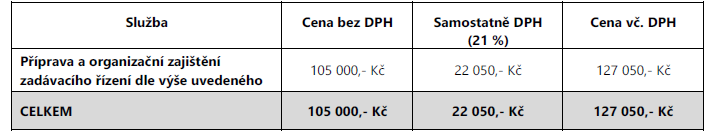 Služba Cena bez DPH Samostatně DPH Cena vč. DPH
(21 %)
Příprava a organizační zajištění
zadávacího řízení dle výše uvedeného 105 000,- Kč 22 050,- Kč 127 050,- Kč
CELKEM 105 000,- Kč 22 050,- Kč 127 050,- Kč